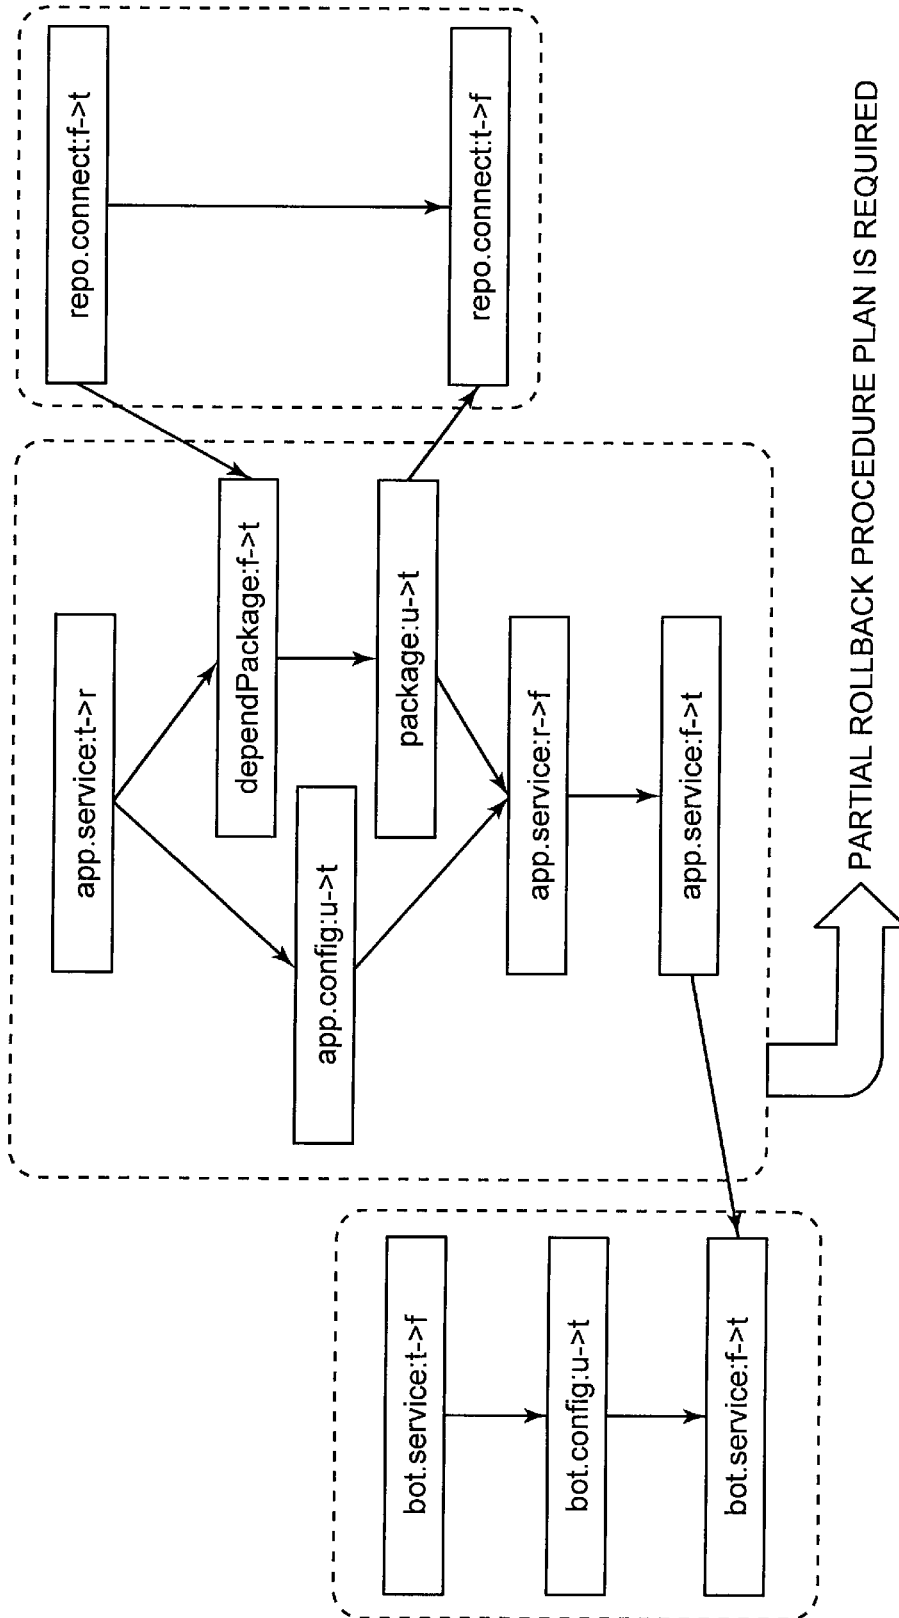 bot.service:t->f
bot.config:u->t
bot.service:f->t
app.service:t->r
app.config:u->t
dependPackage:f->t
package:u->t
app.service:r->f
app.service:f->t
repo.connect:f->t
repo.connect:t->f
PARTIAL ROLLBACK PROCEDURE PLAN IS REQUIRED